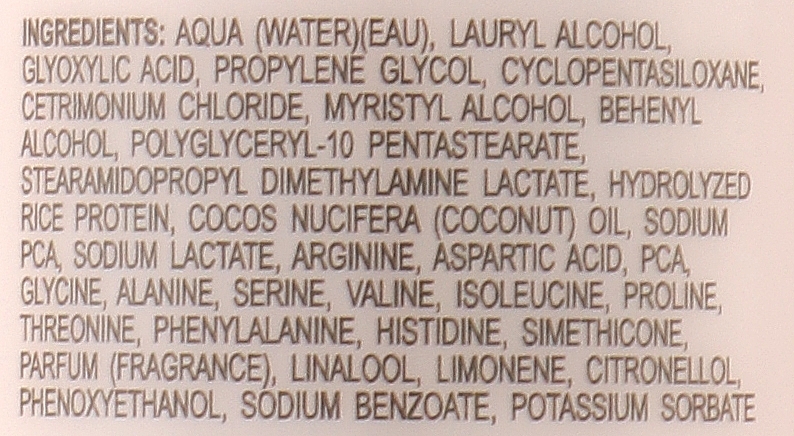 INGREDIENTS: AQUA (WATER)(EAU), LAURYL ALCOHOL,
GLYOXYLIC ACID, PROPYLENE GLYCOL, CYCLOPENTASILOXANE,
CETRIMONIUM CHLORIDE, MYRISTYL ALCOHOL, BEHENYL
ALCOHOL, POLYGLYCERYL-10 PENTASTEARATE,
STEARAMIDOPROPYL DIMETHYLAMINE LACTATE, HYDROLYZED
RICE PROTEIN, COCOS NUCIFERA (COCONUT) OIL, SODIUM
PCA, SODIUM LACTATE, ARGININE, ASPARTIC ACID, PCA,
GLYCINE, ALANINE, SERINE, VALINE, ISOLEUCINE, PROLINE,
THREONINE, PHENYLALANINE, HISTIDINE, SIMETHICONE,
PARFUM (FRAGRANCE), LINALOOL, LIMONENE, CITRONELLOL,
PHENOXYETHANOL, SODIUM BENZOATE, POTASSIUM SORBATE